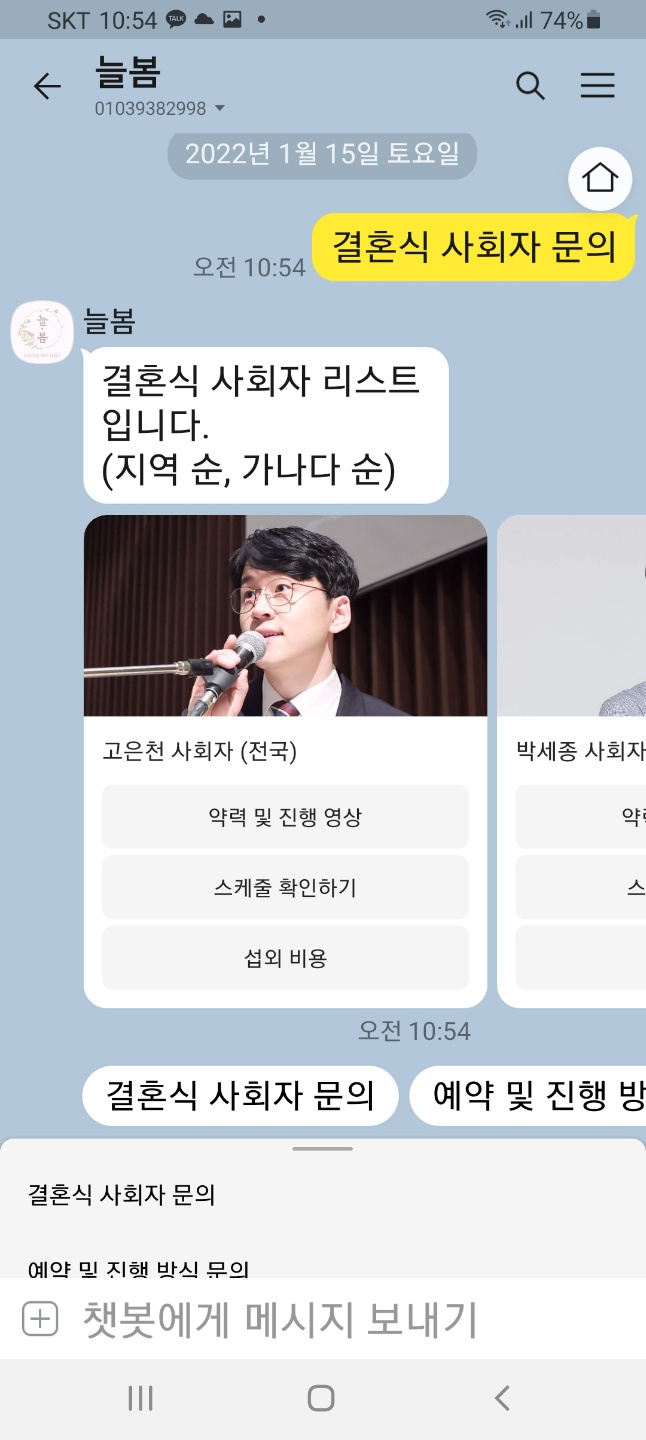 SKT 10:54 TALK 74%
늘봄
01039382998
2022년 1월 15일 토요일
결혼식 사회자 문의
오전 10:54
늘봄
늘봄
결혼식 사회자 리스트
입니다.
(지역 순, 가나다 순)
고은천 사회자 (전국)
약력 및 진행 영상
스케줄 확인하기
섭외 비용
박세종 사회자
약
스
오전 10:54
결혼식 사회자 문의
예약 및 진행 방
결혼식 사회자 문의
예약 및 진행 방식 문의
챗봇에게 메시지 보내기